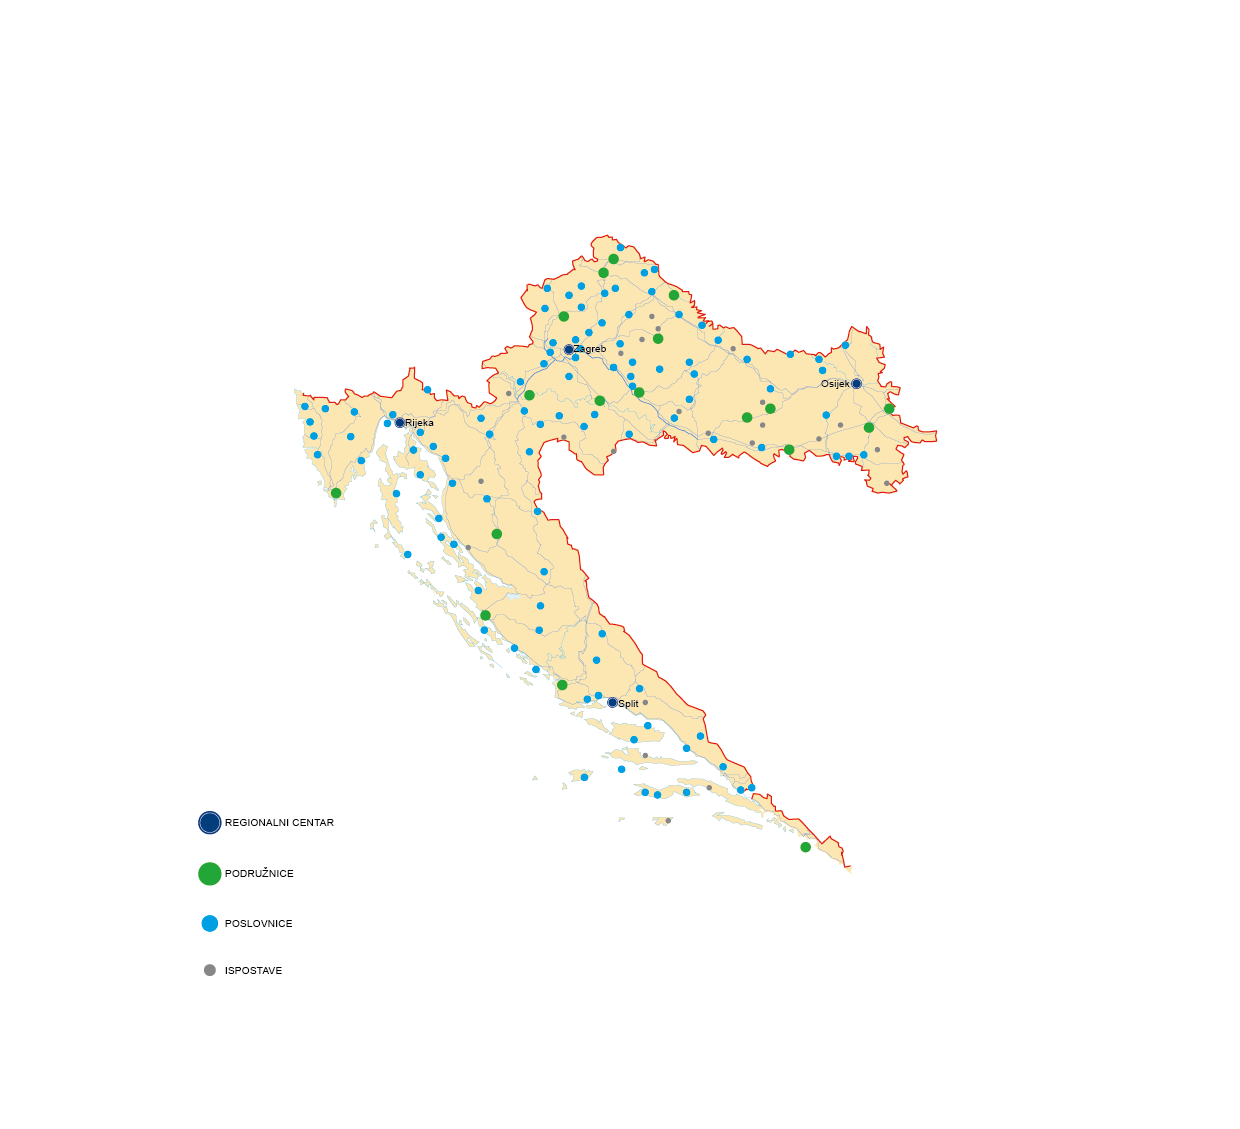 Zagreb
Osijek
Rijeka
Split
REGIONALNI CENTAR
PODRUŽNICE
POSLOVNICE
ISPOSTAVE